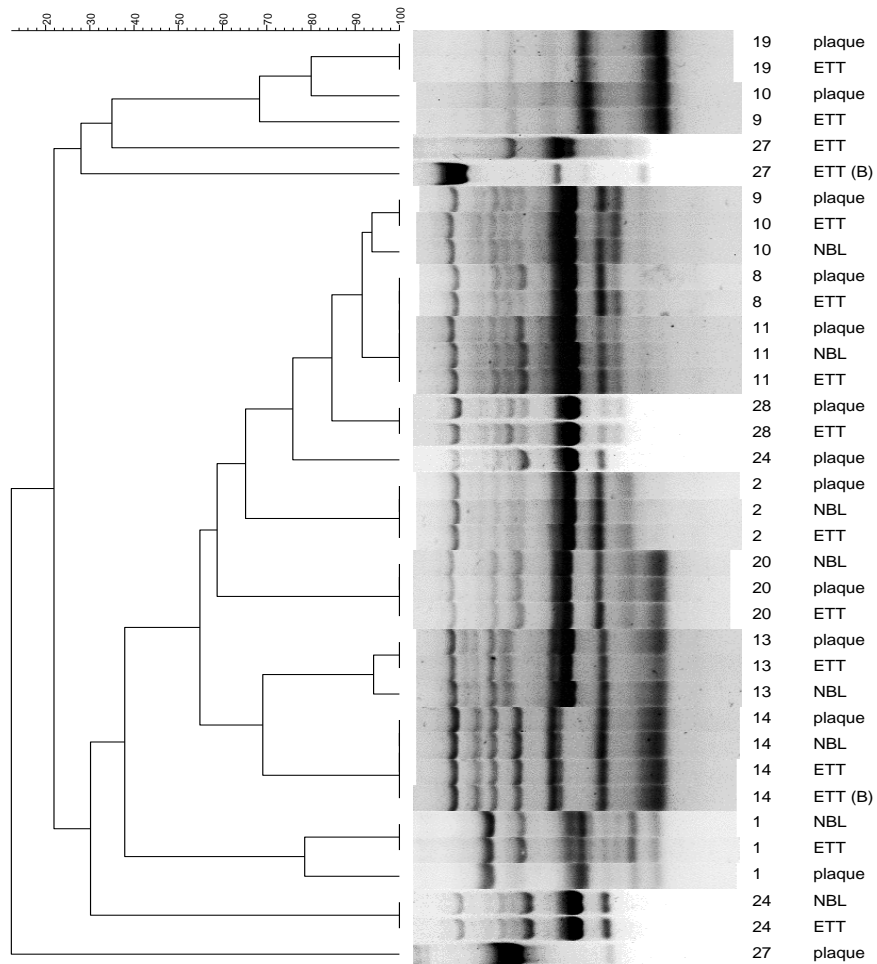 -20 -30 -40 -50 -60 -70 -80 -90 -100
19 plaque
19 ETT
10 plaque
9 ETT
27 ETT
27 ETT (B)
9 plaque
10 ETT
10 NBL
8 plaque
8 ETT
11 plaque
11 NBL
11 ETT
28 plaque
28 ETT
24 plaque
2 plaque
2 NBL
2 ETT
20 NBL
20 plaque
20 ETT
13 plaque
13 ETT
13 NBL
14 plaque
14 NBL
14 ETT
14 ETT (B)
1 NBL
1 ETT
1 plaque
24 NBL
24 ETT
27 plaque